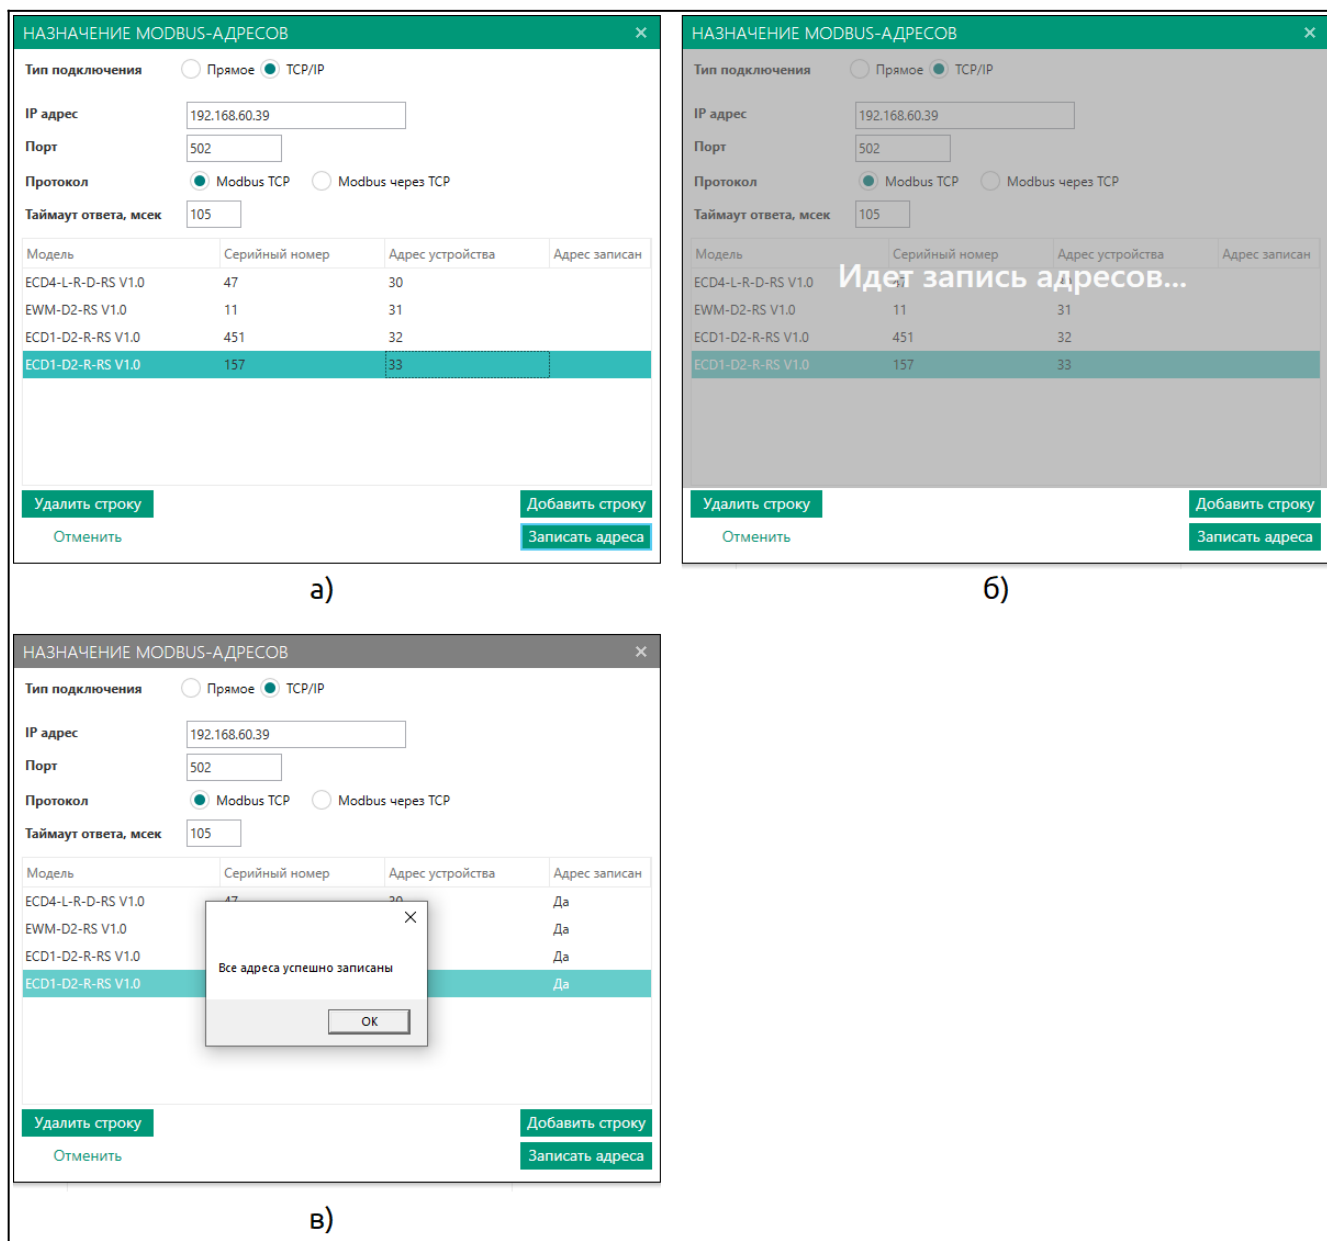 НАЗНАЧЕНИЕ MODBUS-АДРЕСОВ
Тип подключения Прямое TCP/IP
IP адрес 192.168.60.39
Порт 502
Протокол Modbus TCP Modbus через TCP
Таймаут ответа, мсек 105
Модель Серийный номер Адрес устройства Адрес записан
ECD4-L-R-D-RS V1.0 47 30
EWM-D2-RS V1.0 11 31
ECD1-D2-R-RS V1.0 451 32
ECD1-D2-R-RS V1.0 157 33
Удалить строку Добавить строку
Отменить Записать адреса
а)
НАЗНАЧЕНИЕ MODBUS-АДРЕСОВ
Тип подключения Прямое TCP/IP
IP адрес 192.168.60.39
Порт 502
Протокол Modbus TCP Modbus через TCP
Таймаут ответа, мсек 105
Модель Серийный номер Адрес устройства Адрес записан
Идет запись адресов...
ECD4-L-R-D-RS V1.0 47
EWM-D2-RS V1.0 11 31
ECD1-D2-R-RS V1.0 451 32
ECD1-D2-R-RS V1.0 157 33
Удалить строку Добавить строку
Отменить Записать адреса
б)
НАЗНАЧЕНИЕ MODBUS-АДРЕСОВ
Тип подключения Прямое TCP/IP
IP адрес 192.168.60.39
Порт 502
Протокол Modbus TCP Modbus через TCP
Таймаут ответа, мсек 105
Модель Серийный номер Адрес устройства Адрес записан
ECD4-L-R-D-RS V1.0 47 30 Да
EWM-D2-RS V1.0 Да
ECD1-D2-R-RS V1.0 Да
ECD1-D2-R-RS V1.0 Да
Все адреса успешно записаны
OK
Удалить строку Добавить строку
Отменить Записать адреса
в)